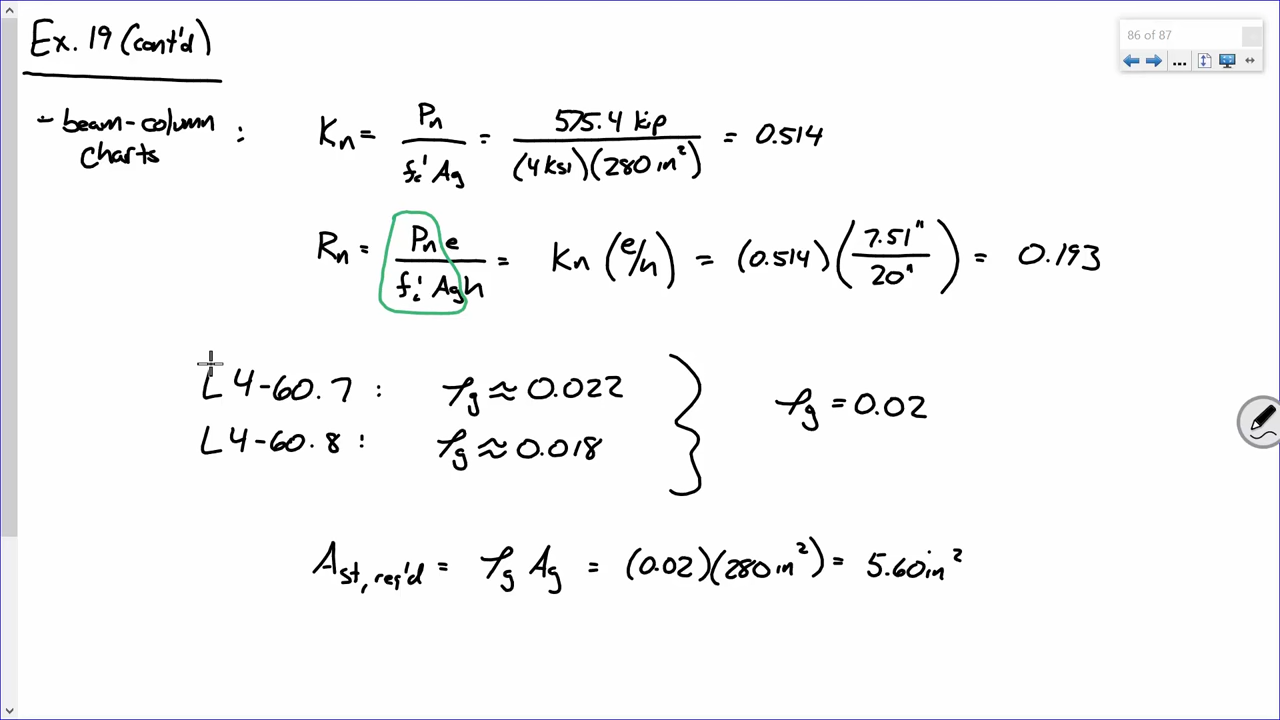 Ex. 19 (cont'd)
86 of 87
- beam-column charts : Kn = Pn / fc' Ag = 575.4 kip / (4 ksi)(280 in²) = 0.514
Rn = Pn e / fc' Ag h = Kn (e/h) = (0.514)(7.51" / 20") = 0.193
L4-60.7 : ρg ≈ 0.022
L4-60.8 : ρg ≈ 0.018
} ρg = 0.02
Ast, req'd = ρg Ag = (0.02)(280 in²) = 5.60 in²